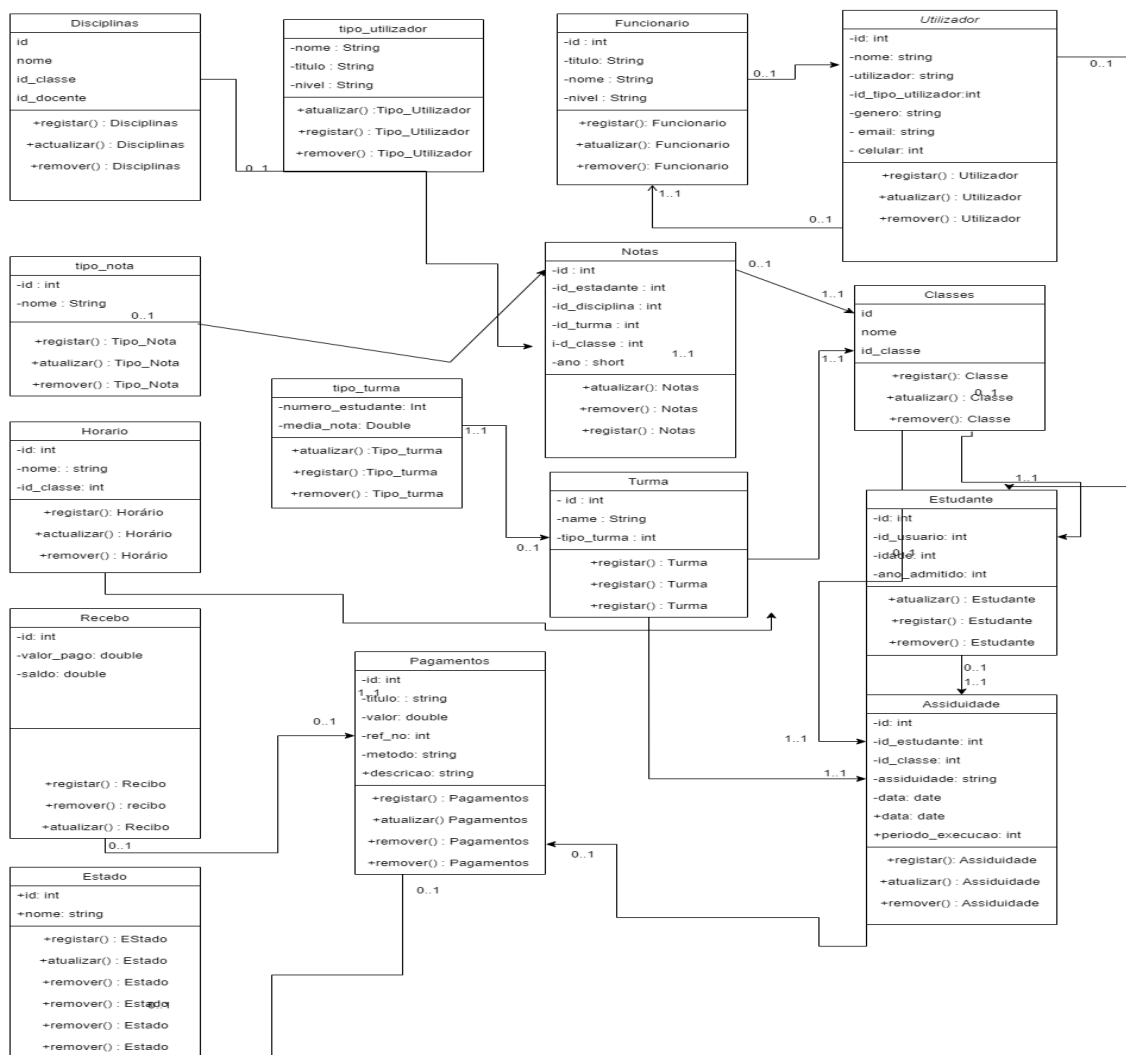 Disciplinas
id
nome
id_classe
id_docente
+registar() : Disciplinas
+actualizar() : Disciplinas
+remover() : Disciplinas
0..1
tipo_utilizador
-nome : String
-titulo : String
-nivel : String
+atualizar() :Tipo_Utilizador
+registar() : Tipo_Utilizador
+remover() : Tipo_Utilizador
Funcionario
-id : int
-titulo: String
-nome : String
-nivel : String
+registar(): Funcionario
+atualizar(): Funcionario
+remover(): Funcionario
0..1
1..1
0..1
Utilizador
-id: int
-nome: string
-utilizador: string
-id_tipo_utilizador:int
-genero: string
- email: string
- celular: int
+registar() : Utilizador
+atualizar() : Utilizador
+remover() : Utilizador
0..1
tipo_nota
-id : int
-nome : String
0..1
+registar() : Tipo_Nota
+atualizar() : Tipo_Nota
+remover() : Tipo_Nota
Notas
-id : int
-id_estadante : int
-id_disciplina : int
-id_turma : int
i-d_classe : int
-ano : short
1..1
+atualizar(): Notas
+remover() : Notas
+registar() : Notas
0..1
1..1
Classes
id
nome
id_classe
+registar(): Classe
+atualizar() : Classe
+remover(): Classe
0..1
1..1
tipo_turma
-numero_estudante: Int
-media_nota: Double
+atualizar(): Tipo_turma
+registar() :Tipo_turma
+remover() : Tipo_turma
1..1
0..1
Horario
-id: int
-nome: : string
-id_classe: int
+registar(): Horário
+actualizar() : Horário
+remover() : Horário
Turma
- id : int
-name : String
-tipo_turma : int
+registar() : Turma
+registar() : Turma
+registar() : Turma
1..1
Estudante
-id: int
-id_usuario: int
-idade: int
0..1
-ano_admitido: int
+atualizar() : Estudante
+registar() : Estudante
+remover() : Estudante
0..1
1..1
Recebo
-id: int
-valor_pago: double
-saldo: double
+registar() : Recibo
+remover() : recibo
+atualizar() : Recibo
0..1
0..1
Pagamentos
-id: int
1..1
-titulo: : string
-valor: double
-ref_no: int
-metodo: string
+descricao: string
+registar() : Pagamentos
+atualizar() Pagamentos
+remover() : Pagamentos
+remover() : Pagamentos
0..1
0..1
Assiduidade
-id: int
-id_estudante: int
-id_classe: int
-assiduidade: string
-data: date
+data: date
+periodo_execucao: int
+registar() : Assiduidade
+atualizar() : Assiduidade
+remover() : Assiduidade
1..1
1..1
Estado
+id: int
+nome: string
+registar() : EStado
+atualizar() : Estado
+remover() : Estado
+remover() : Estado
0..1
+remover() : Estado
+remover() : Estado